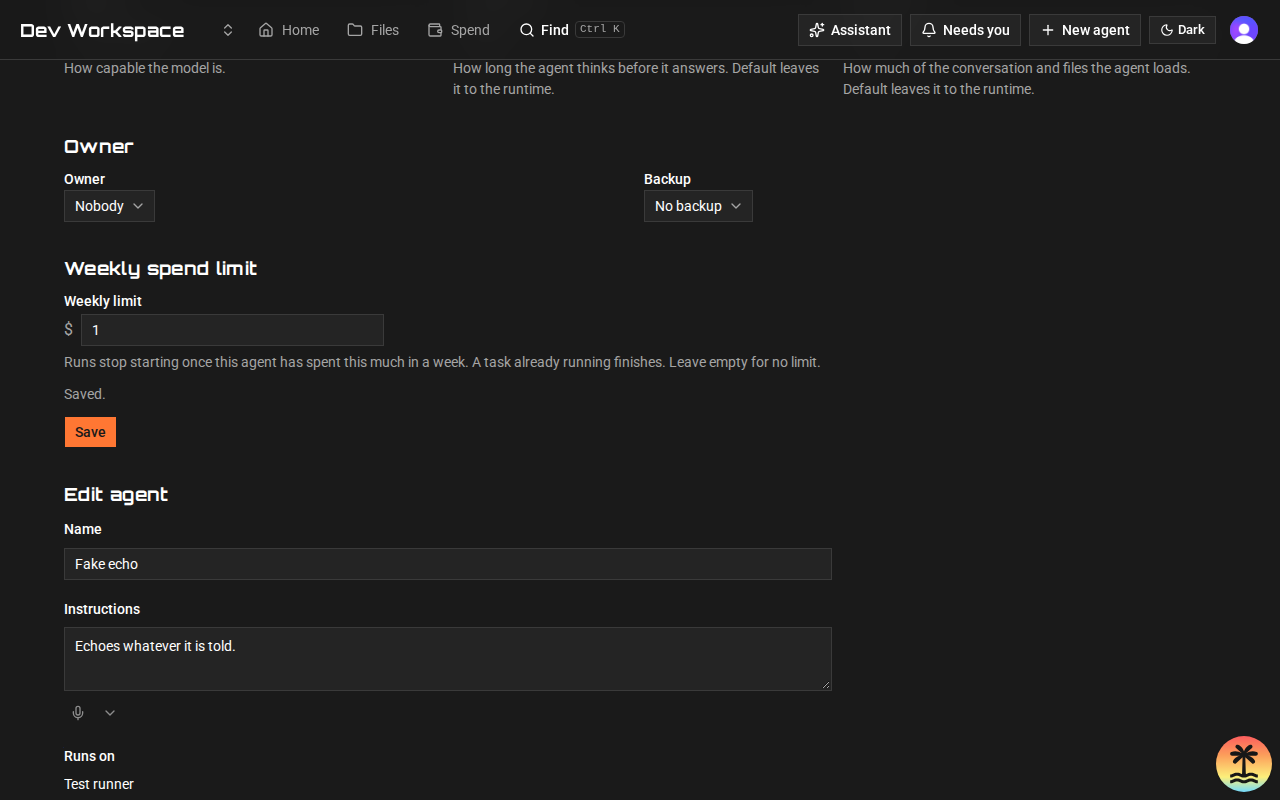 Dev Workspace
Home
Files
Spend
Find Ctrl K
Assistant
Needs you
New agent
Dark
How capable the model is.
How long the agent thinks before it answers. Default leaves
it to the runtime.
How much of the conversation and files the agent loads.
Default leaves it to the runtime.
Owner
Owner
Nobody
Backup
No backup
Weekly spend limit
Weekly limit
$ 1
Runs stop starting once this agent has spent this much in a week. A task already running finishes. Leave empty for no limit.
Saved.
Save
Edit agent
Name
Fake echo
Instructions
Echoes whatever it is told.
Runs on
Test runner